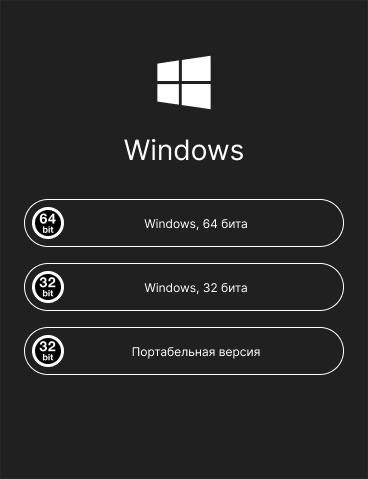 Windows
64
bit
Windows, 64 бита
32
bit
Windows, 32 бита
32
bit
Портабельная версия